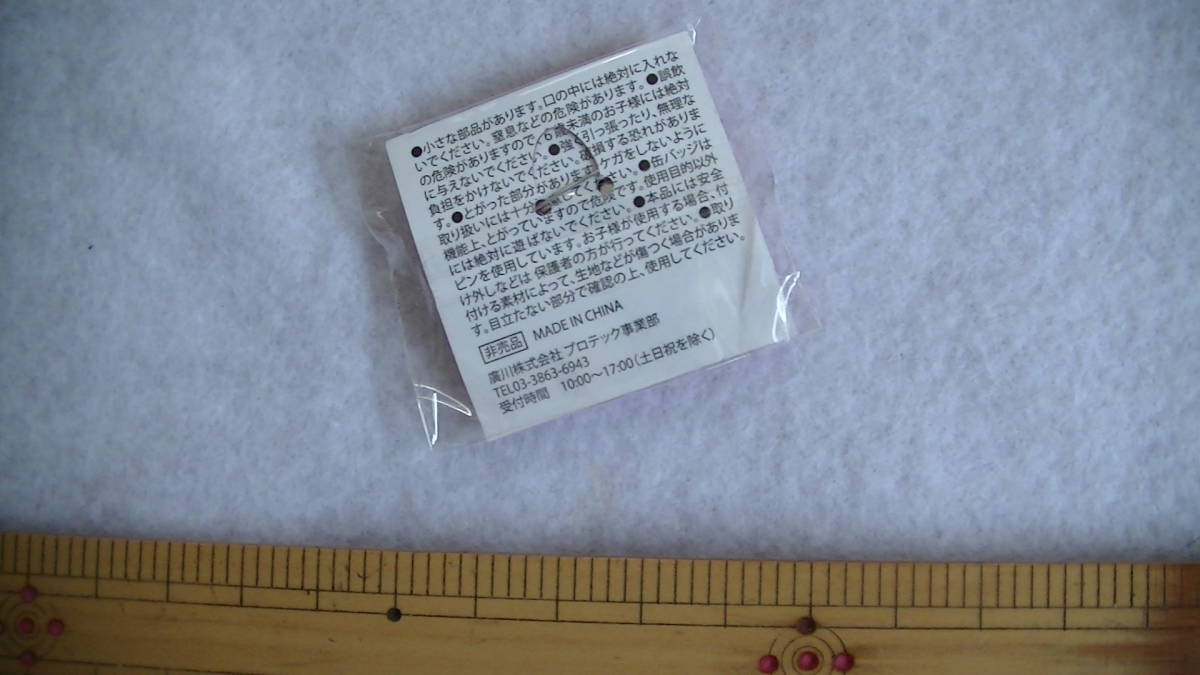 ●小さな部品があります。口の中には絶対に入れな
いでください。窒息などの危険があります。●誤飲
の危険がありますので、6歳未満のお子様には絶対
に与えないでください。●強く引っ張ったり、無理な
負担をかけないでください。破損する恐れがありま
す。●とがった部分がありますケガをしないように
取り扱いには十分してください。●缶バッジは
機能上、とがっていますので危険です。使用目的以外
には絶対に遊ばないでください。●本品には安全
ピンを使用しています。お子様が使用する場合、付
け外しなどは 保護者の方が行ってください。●取り
付ける素材によって、生地などが傷つく場合がありま
す。目立たない部分で確認の上、使用してください。
非売品 MADE IN CHINA
廣川株式会社 プロテック事業部
TEL03-3863-6943
受付時間 10:00〜17:00(土日祝を除く)